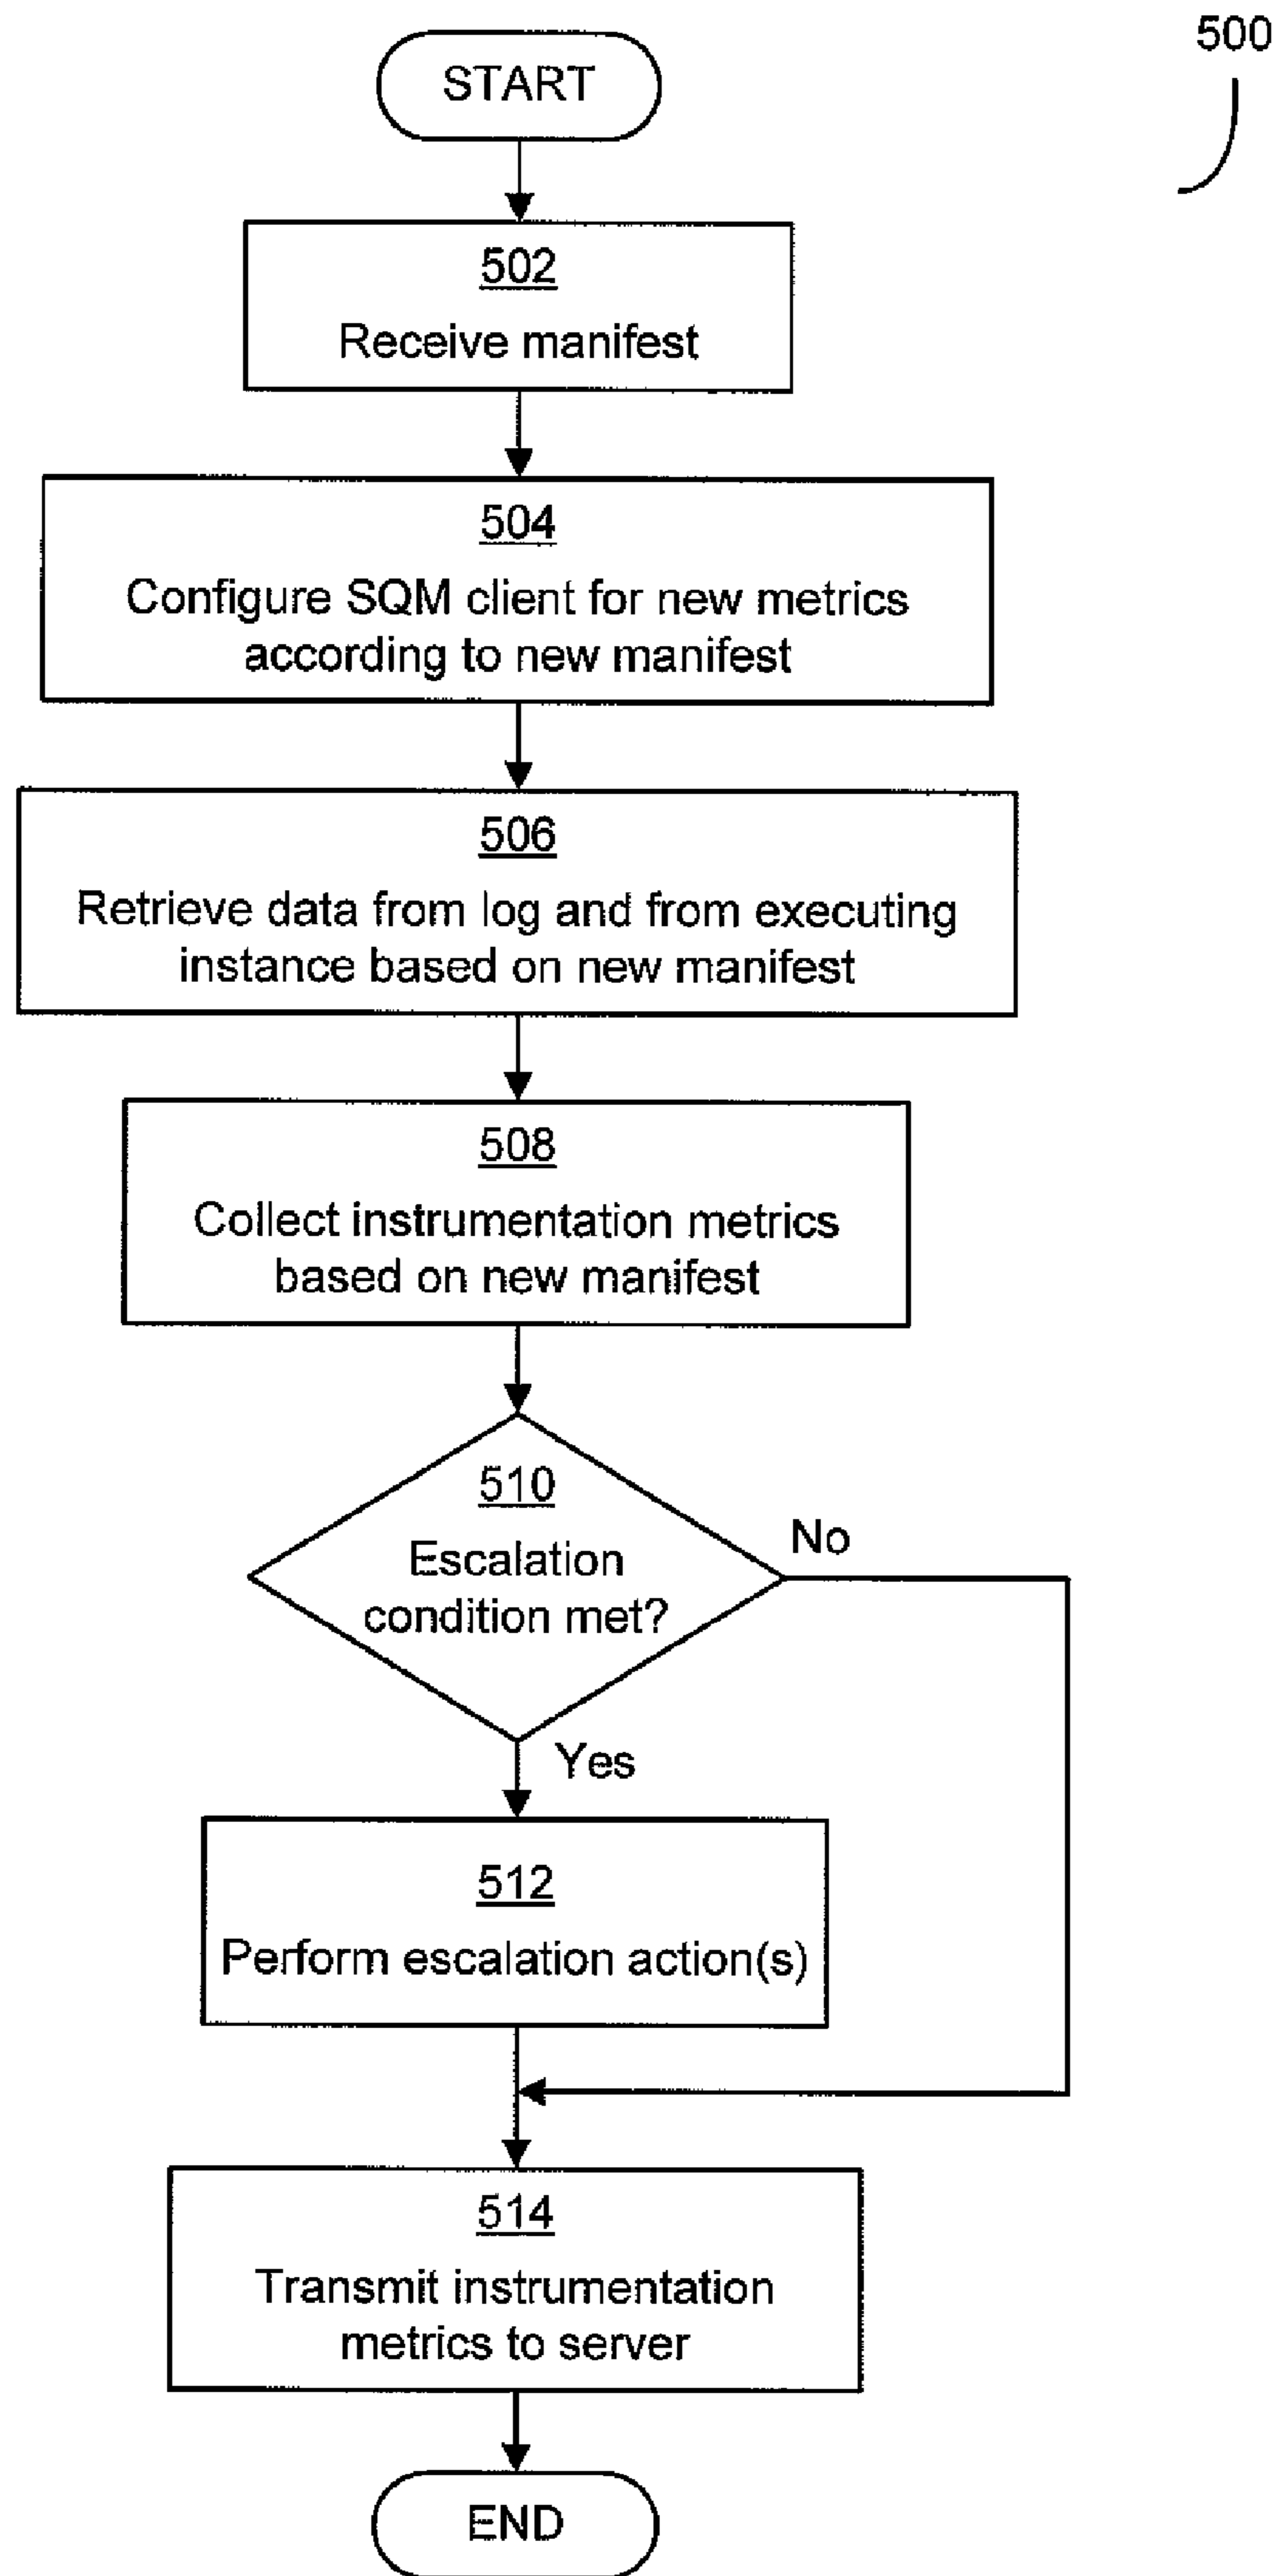 500
START
502
Receive manifest
504
Configure SQM client for new metrics
according to new manifest
506
Retrieve data from log and from executing
instance based on new manifest
508
Collect instrumentation metrics
based on new manifest
510
Escalation
condition met?
No
Yes
512
Perform escalation action(s)
514
Transmit instrumentation
metrics to server
END